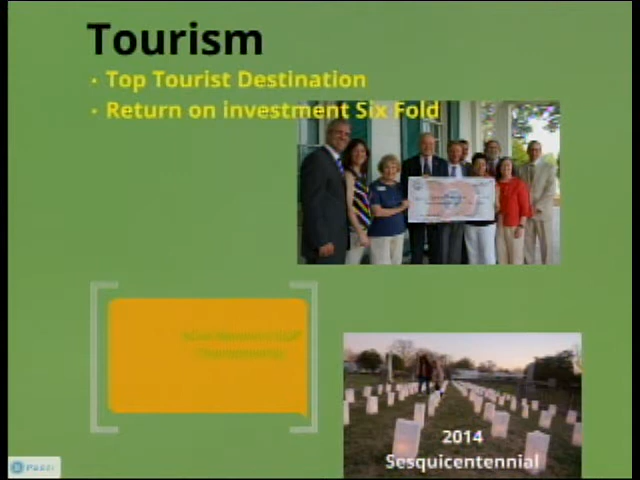 Tourism
· Top Tourist Destination
· Return on investment Six Fold
2014
Sesquicentennial
Prezi